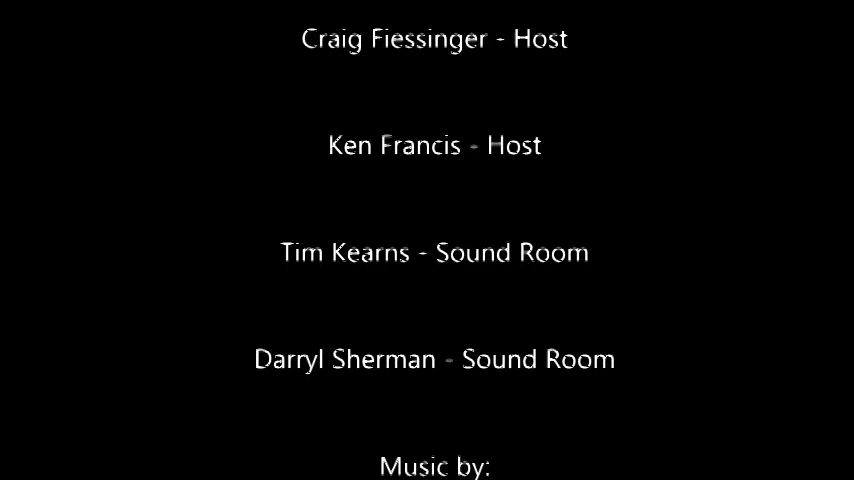 Craig Fiessinger - Host
Ken Francis - Host
Tim Kearns - Sound Room
Darryl Sherman - Sound Room
Music by: